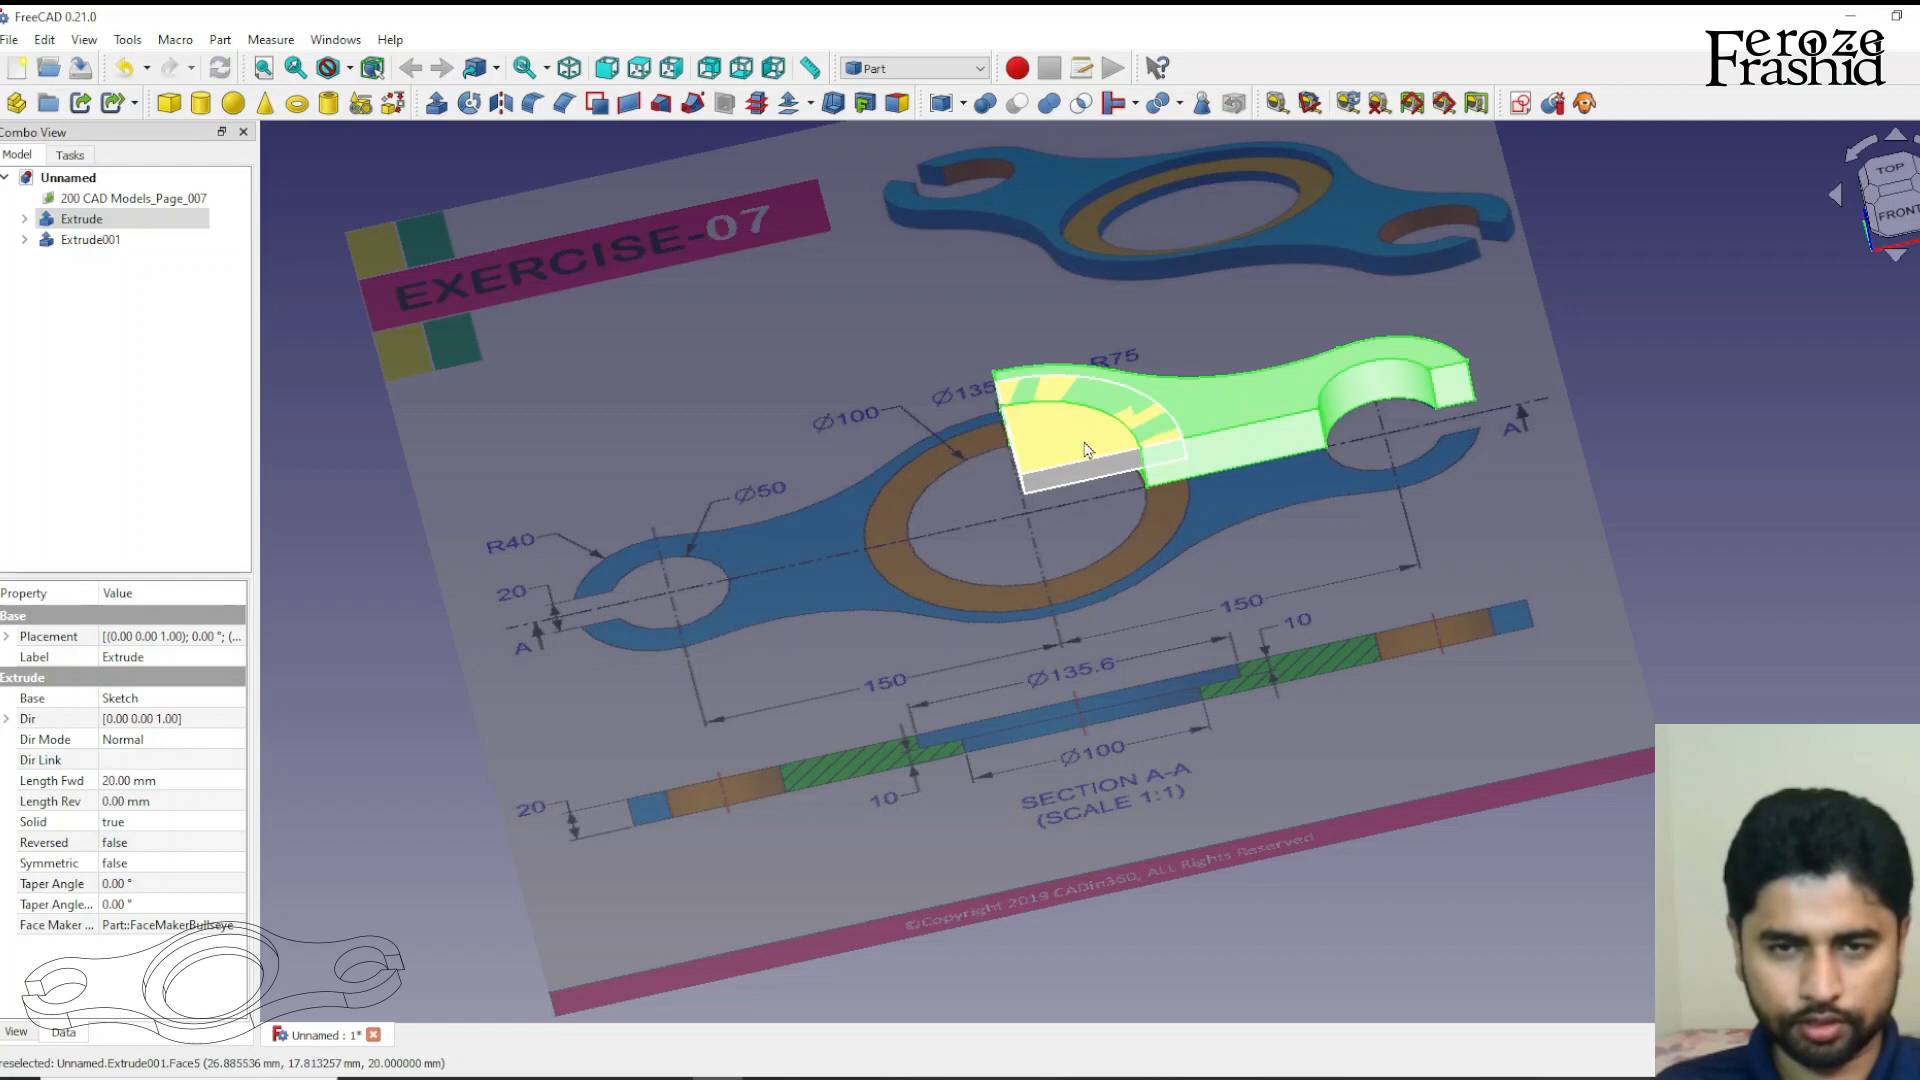 FreeCAD 0.21.0
File Edit View Tools Macro Part Measure Windows Help
Feroze
Frashid
Part
Combo View
Model Tasks
Unnamed
200 CAD Models_Page_007
Extrude
Extrude001
Property Value
Base
Placement [(0.00 0.00 1.00); 0.00 °; (...
Label Extrude
Extrude
Base Sketch
Dir [0.00 0.00 1.00]
Dir Mode Normal
Dir Link
Length Fwd 20.00 mm
Length Rev 0.00 mm
Solid true
Reversed false
Symmetric false
Taper Angle 0.00 °
Taper Angle... 0.00 °
Face Maker ... Part::FaceMakerBullseye
View Data
Unnamed : 1*
reselected: Unnamed.Extrude001.Face5 (26.885536 mm, 17.813257 mm, 20.000000 mm)
TOP
FRONT
EXERCISE-07
R75
Ø135
Ø100
Ø50
R40
20
A
A
150
150
10
Ø135.6
Ø100
10
20
SECTION A-A
(SCALE 1:1)
©Copyright 2019 CADin360, ALL Rights Reserved